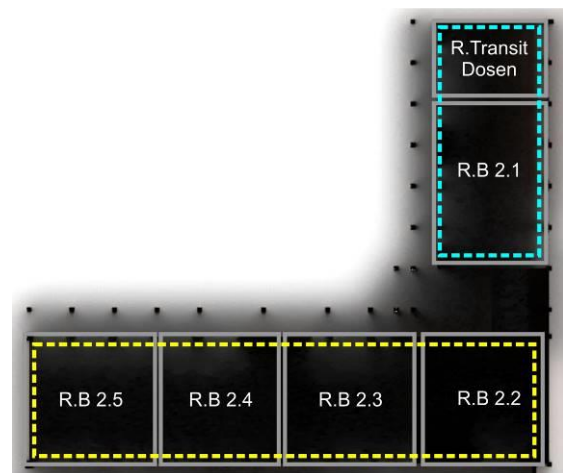 R.Transit
Dosen
R.B 2.1
R.B 2.5
R.B 2.4
R.B 2.3
R.B 2.2